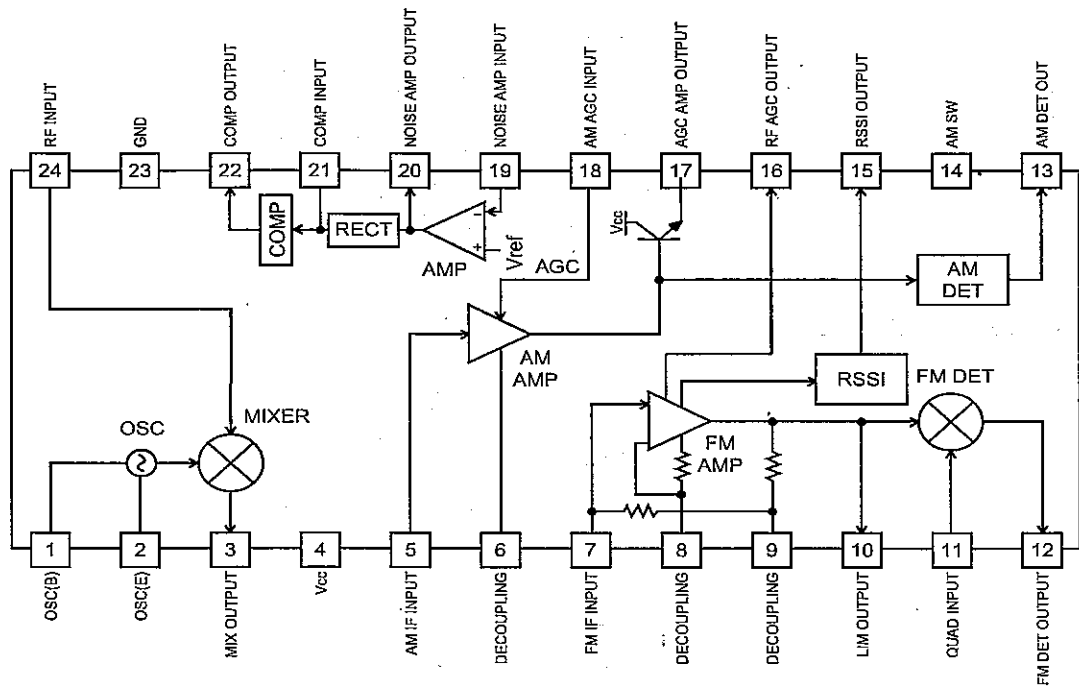 RF INPUT
GND
COMP OUTPUT
COMP INPUT
NOISE AMP OUTPUT
NOISE AMP INPUT
AM AGC INPUT
AGC AMP OUTPUT
RF AGC OUTPUT
RSSI OUTPUT
AM SW
AM DET OUT
24
23
22
21
20
19
18
17
16
15
14
13
COMP
RECT
-
+
AMP
Vref
AGC
Vcc
AM
DET
AM
AMP
RSSI
FM DET
OSC
MIXER
FM
AMP
1
2
3
4
5
6
7
8
9
10
11
12
OSC(B)
OSC(E)
MIX OUTPUT
Vcc
AM IF INPUT
DECOUPLING
FM IF INPUT
DECOUPLING
DECOUPLING
LIM OUTPUT
QUAD INPUT
FM DET OUTPUT